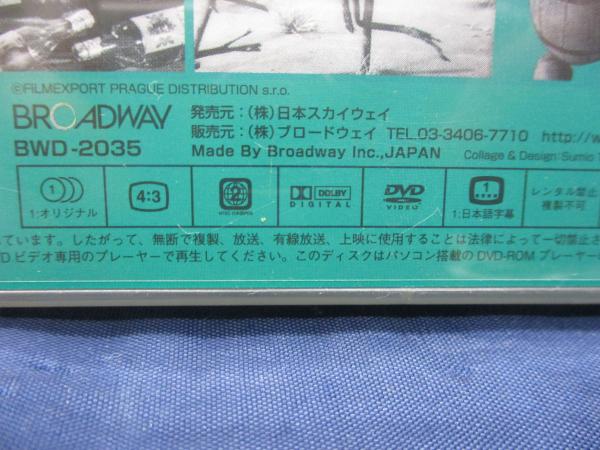 ©FILMEXPORT PRAGUE DISTRIBUTION s.r.o.
BROADWAY
BWD-2035
発売元：（株）日本スカイウェイ
販売元：（株）ブロードウェイ TEL.03-3406-7710 http://w
Made By Broadway Inc.,JAPAN Collage & Design:Sumic
1:オリジナル
4:3
2
DOLBY
DIGITAL
DVD
VIDEO
1
1:日本語字幕
レンタル禁止
複製不可
ています。したがって、無断で複製、放送、有線放送、上映に使用することは法律によって一切禁止さ
Dビデオ専用のプレーヤーで再生してください。このディスクはパソコン搭載のDVD-ROMプレーヤー